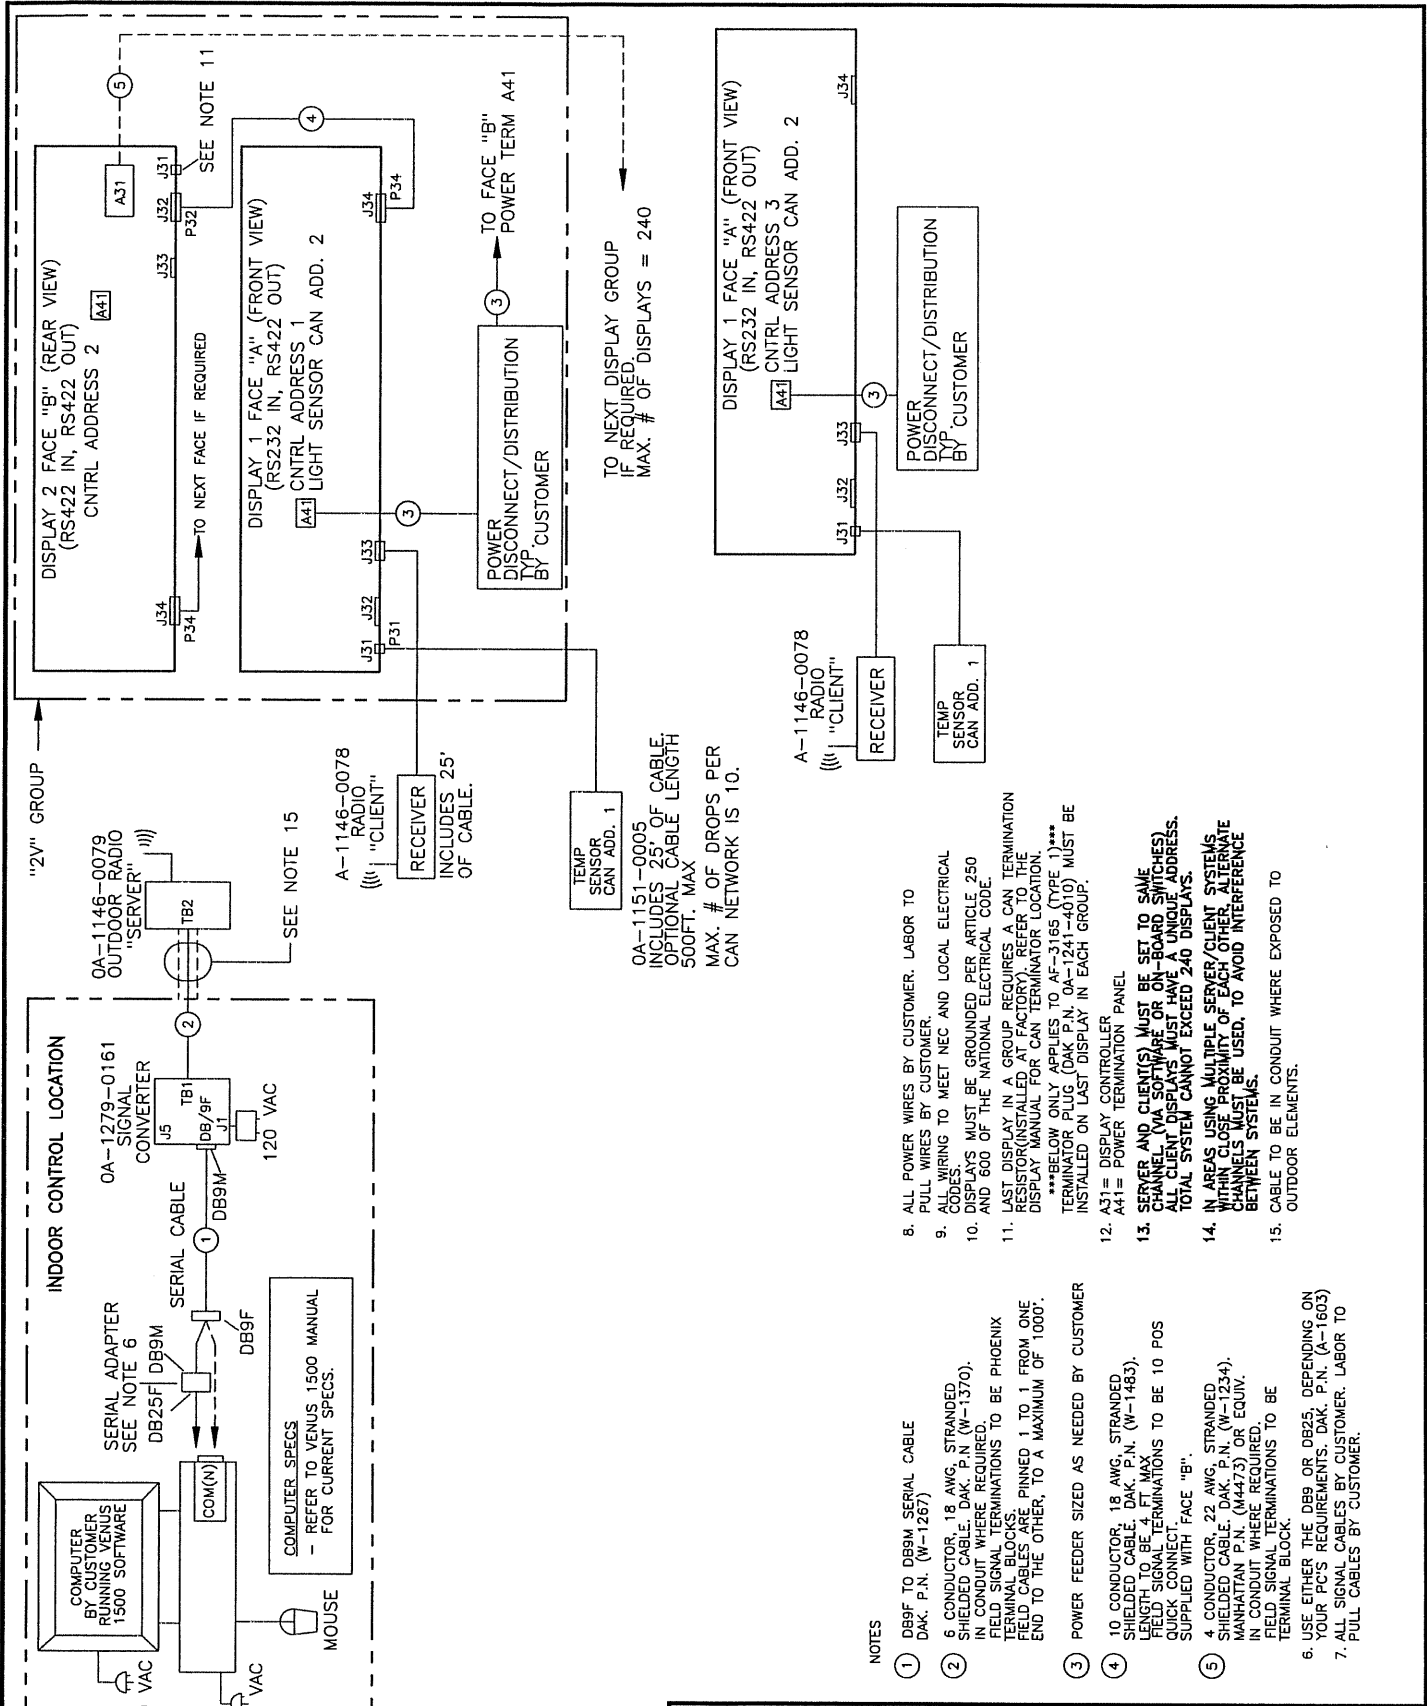 INDOOR CONTROL LOCATION
COMPUTER
BY CUSTOMER
RUNNING VENUS
1500 SOFTWARE
VAC
VAC
MOUSE
COM(N)
COMPUTER SPECS
– REFER TO VENUS 1500 MANUAL
FOR CURRENT SPECS.
SERIAL ADAPTER
SEE NOTE 6
DB25F
DB9M
DB9F
SERIAL CABLE
1
DB9M
0A–1279–0161
SIGNAL
CONVERTER
J5
TB1
DB/9F
J1
120 VAC
2
0A–1146–0079
OUTDOOR RADIO
"SERVER"
TB2
SEE NOTE 15
"2V" GROUP
DISPLAY 2 FACE "B" (REAR VIEW)
(RS422 IN, RS422 OUT)
CNTRL ADDRESS 2
A41
A31
J34
P34
TO NEXT FACE IF REQUIRED
J33
J32
P32
J31
SEE NOTE 11
5
4
DISPLAY 1 FACE "A" (FRONT VIEW)
(RS232 IN, RS422 OUT)
CNTRL ADDRESS 1
LIGHT SENSOR CAN ADD. 2
A41
J31
P31
J32
J33
J34
P34
3
POWER
DISCONNECT/DISTRIBUTION
TYP.
BY CUSTOMER
3
TO FACE "B"
POWER TERM A41
A–1146–0078
RADIO
"CLIENT"
RECEIVER
INCLUDES 25'
OF CABLE.
TEMP
SENSOR
CAN ADD. 1
0A–1151–0005
INCLUDES 25' OF CABLE.
OPTIONAL CABLE LENGTH
500FT. MAX
MAX. # OF DROPS PER
CAN NETWORK IS 10.
TO NEXT DISPLAY GROUP
IF REQUIRED.
MAX. # OF DISPLAYS = 240
DISPLAY 1 FACE "A" (FRONT VIEW)
(RS232 IN, RS422 OUT)
CNTRL ADDRESS 3
LIGHT SENSOR CAN ADD. 2
A41
J31
J32
J33
J34
3
POWER
DISCONNECT/DISTRIBUTION
TYP.
BY CUSTOMER
A–1146–0078
RADIO
"CLIENT"
RECEIVER
TEMP
SENSOR
CAN ADD. 1
NOTES
1 DB9F TO DB9M SERIAL CABLE
DAK. P.N. (W–1267)
2 6 CONDUCTOR, 18 AWG, STRANDED
SHIELDED CABLE. DAK. P.N (W–1370).
IN CONDUIT WHERE REQUIRED.
FIELD SIGNAL TERMINATIONS TO BE PHOENIX
TERMINAL BLOCKS.
FIELD CABLES ARE PINNED 1 TO 1 FROM ONE
END TO THE OTHER, TO A MAXIMUM OF 1000'.
3 POWER FEEDER SIZED AS NEEDED BY CUSTOMER
4 10 CONDUCTOR, 18 AWG, STRANDED
SHIELDED CABLE. DAK. P.N. (W–1483).
LENGTH TO BE 4 FT MAX
FIELD SIGNAL TERMINATIONS TO BE 10 POS
QUICK CONNECT.
SUPPLIED WITH FACE "B".
5 4 CONDUCTOR, 22 AWG, STRANDED
SHIELDED CABLE. DAK. P.N. (W–1234).
MANHATTAN P.N. (M4473) OR EQUIV.
IN CONDUIT WHERE REQUIRED.
FIELD SIGNAL TERMINATIONS TO BE
TERMINAL BLOCK.
6. USE EITHER THE DB9 OR DB25, DEPENDING ON
YOUR PC'S REQUIREMENTS. DAK. P.N. (A–1603)
7. ALL SIGNAL CABLES BY CUSTOMER. LABOR TO
PULL CABLES BY CUSTOMER.
8. ALL POWER WIRES BY CUSTOMER. LABOR TO
PULL WIRES BY CUSTOMER.
9. ALL WIRING TO MEET NEC AND LOCAL ELECTRICAL
CODES.
10. DISPLAYS MUST BE GROUNDED PER ARTICLE 250
AND 600 OF THE NATIONAL ELECTRICAL CODE.
11. LAST DISPLAY IN A GROUP REQUIRES A CAN TERMINATION
RESISTOR(INSTALLED AT FACTORY). REFER TO THE
DISPLAY MANUAL FOR CAN TERMINATOR LOCATION.
***BELOW ONLY APPLIES TO AF–3165 (TYPE 1)***
TERMINATOR PLUG (DAK P.N. 0A–1241–4010) MUST BE
INSTALLED ON LAST DISPLAY IN EACH GROUP.
12. A31= DISPLAY CONTROLLER
A41= POWER TERMINATION PANEL
13. SERVER AND CLIENT(S) MUST BE SET TO SAME
CHANNEL (VIA SOFTWARE OR ON–BOARD SWITCHES)
ALL CLIENT DISPLAYS MUST HAVE A UNIQUE ADDRESS.
TOTAL SYSTEM CANNOT EXCEED 240 DISPLAYS.
14. IN AREAS USING MULTIPLE SERVER/CLIENT SYSTEMS
WITHIN CLOSE PROXIMITY OF EACH OTHER, ALTERNATE
CHANNELS MUST BE USED, TO AVOID INTERFERENCE
BETWEEN SYSTEMS.
15. CABLE TO BE IN CONDUIT WHERE EXPOSED TO
OUTDOOR ELEMENTS.